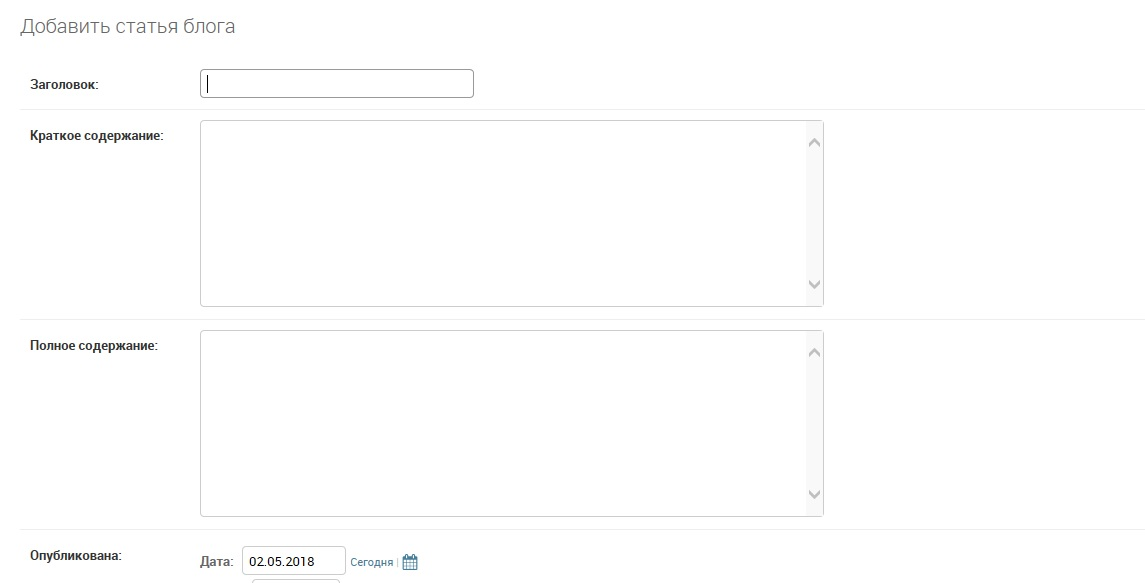 Добавить статья блога
Заголовок:
Краткое содержание:
Полное содержание:
Опубликована:
Дата: 02.05.2018 Сегодня |